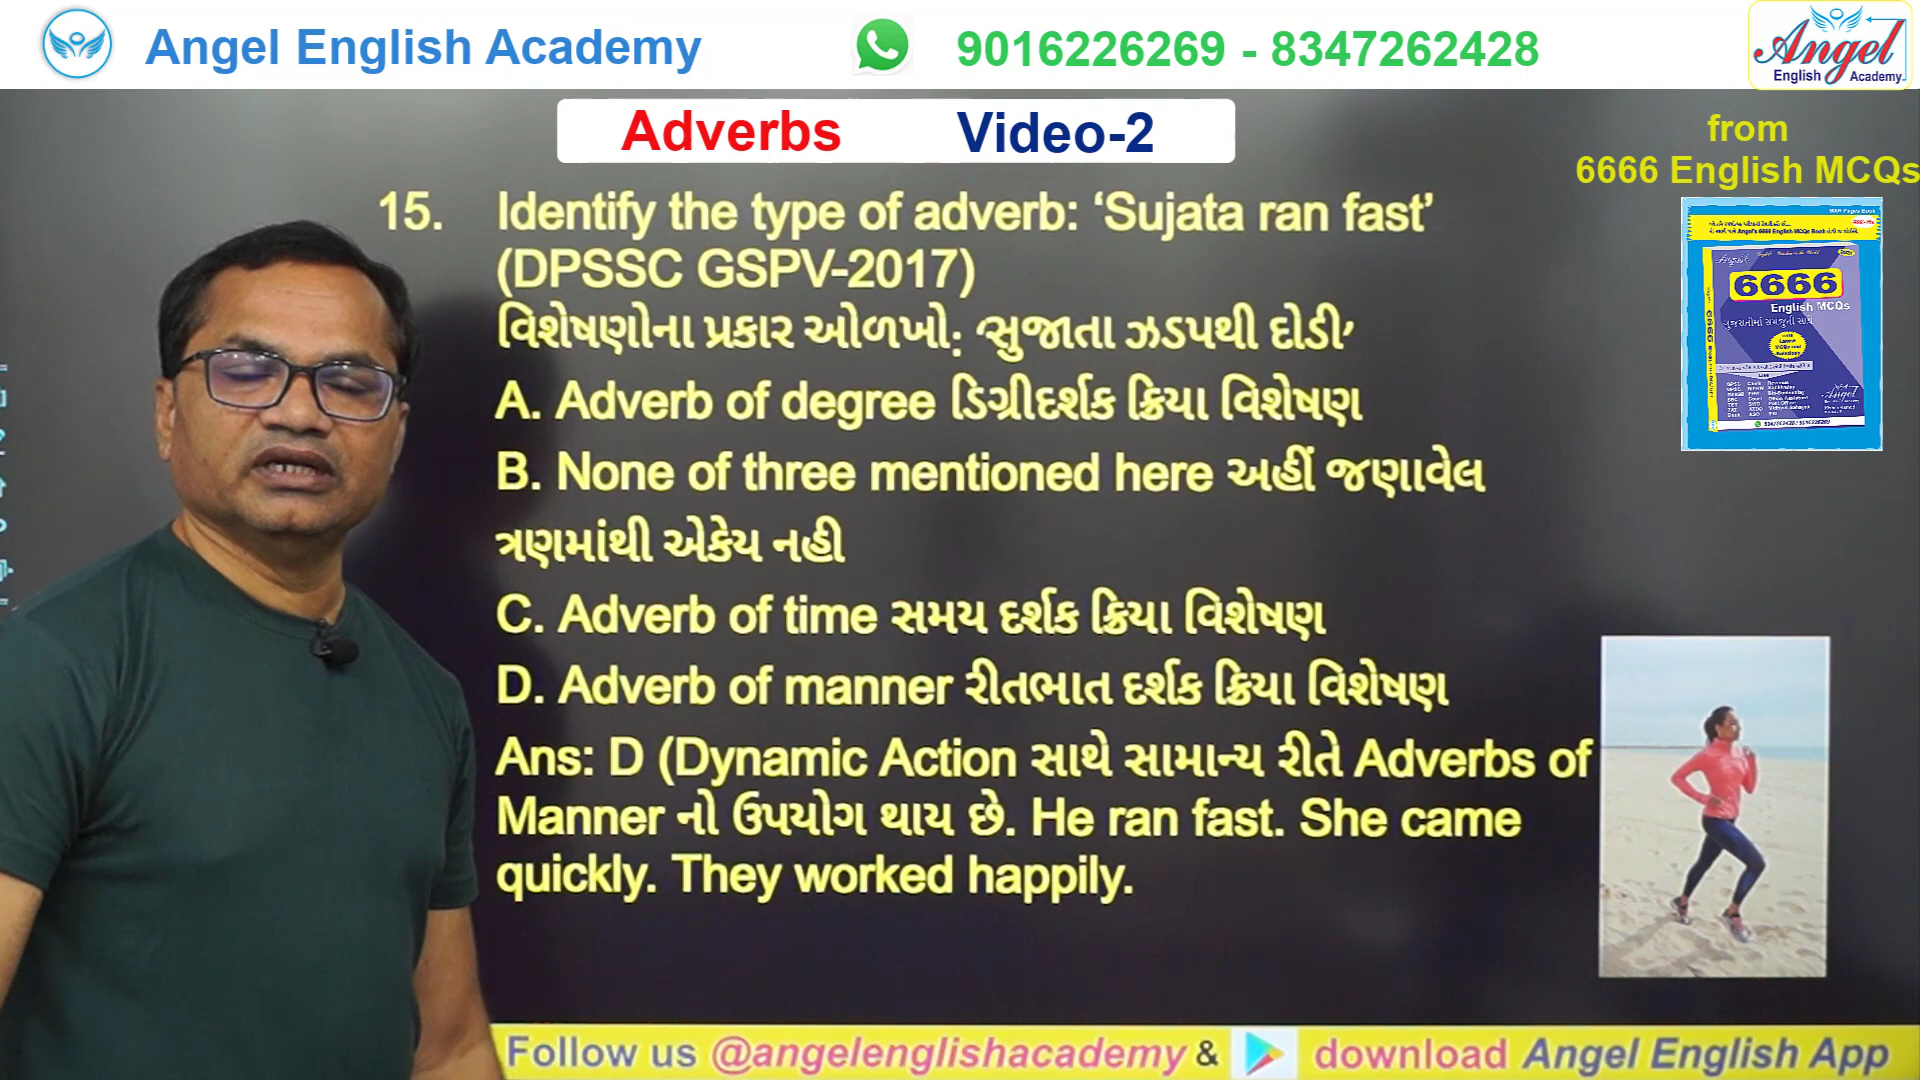 Angel English Academy
9016226269 - 8347262428
Angel
English Academy
Adverbs Video-2
from
6666 English MCQs
6666
English MCQs
15. Identify the type of adverb: ‘Sujata ran fast’
(DPSSC GSPV-2017)
વિશેષણોના પ્રકાર ઓળખો: ‘સુજાતા ઝડપથી દોડી’
A. Adverb of degree ડિગ્રીદર્શક ક્રિયા વિશેષણ
B. None of three mentioned here અહીં જણાવેલ
ત્રણમાંથી એકેય નહી
C. Adverb of time સમય દર્શક ક્રિયા વિશેષણ
D. Adverb of manner રીતભાત દર્શક ક્રિયા વિશેષણ
Ans: D (Dynamic Action સાથે સામાન્ય રીતે Adverbs of
Manner નો ઉપયોગ થાય છે. He ran fast. She came
quickly. They worked happily.
Follow us @angelenglishacademy & download Angel English App